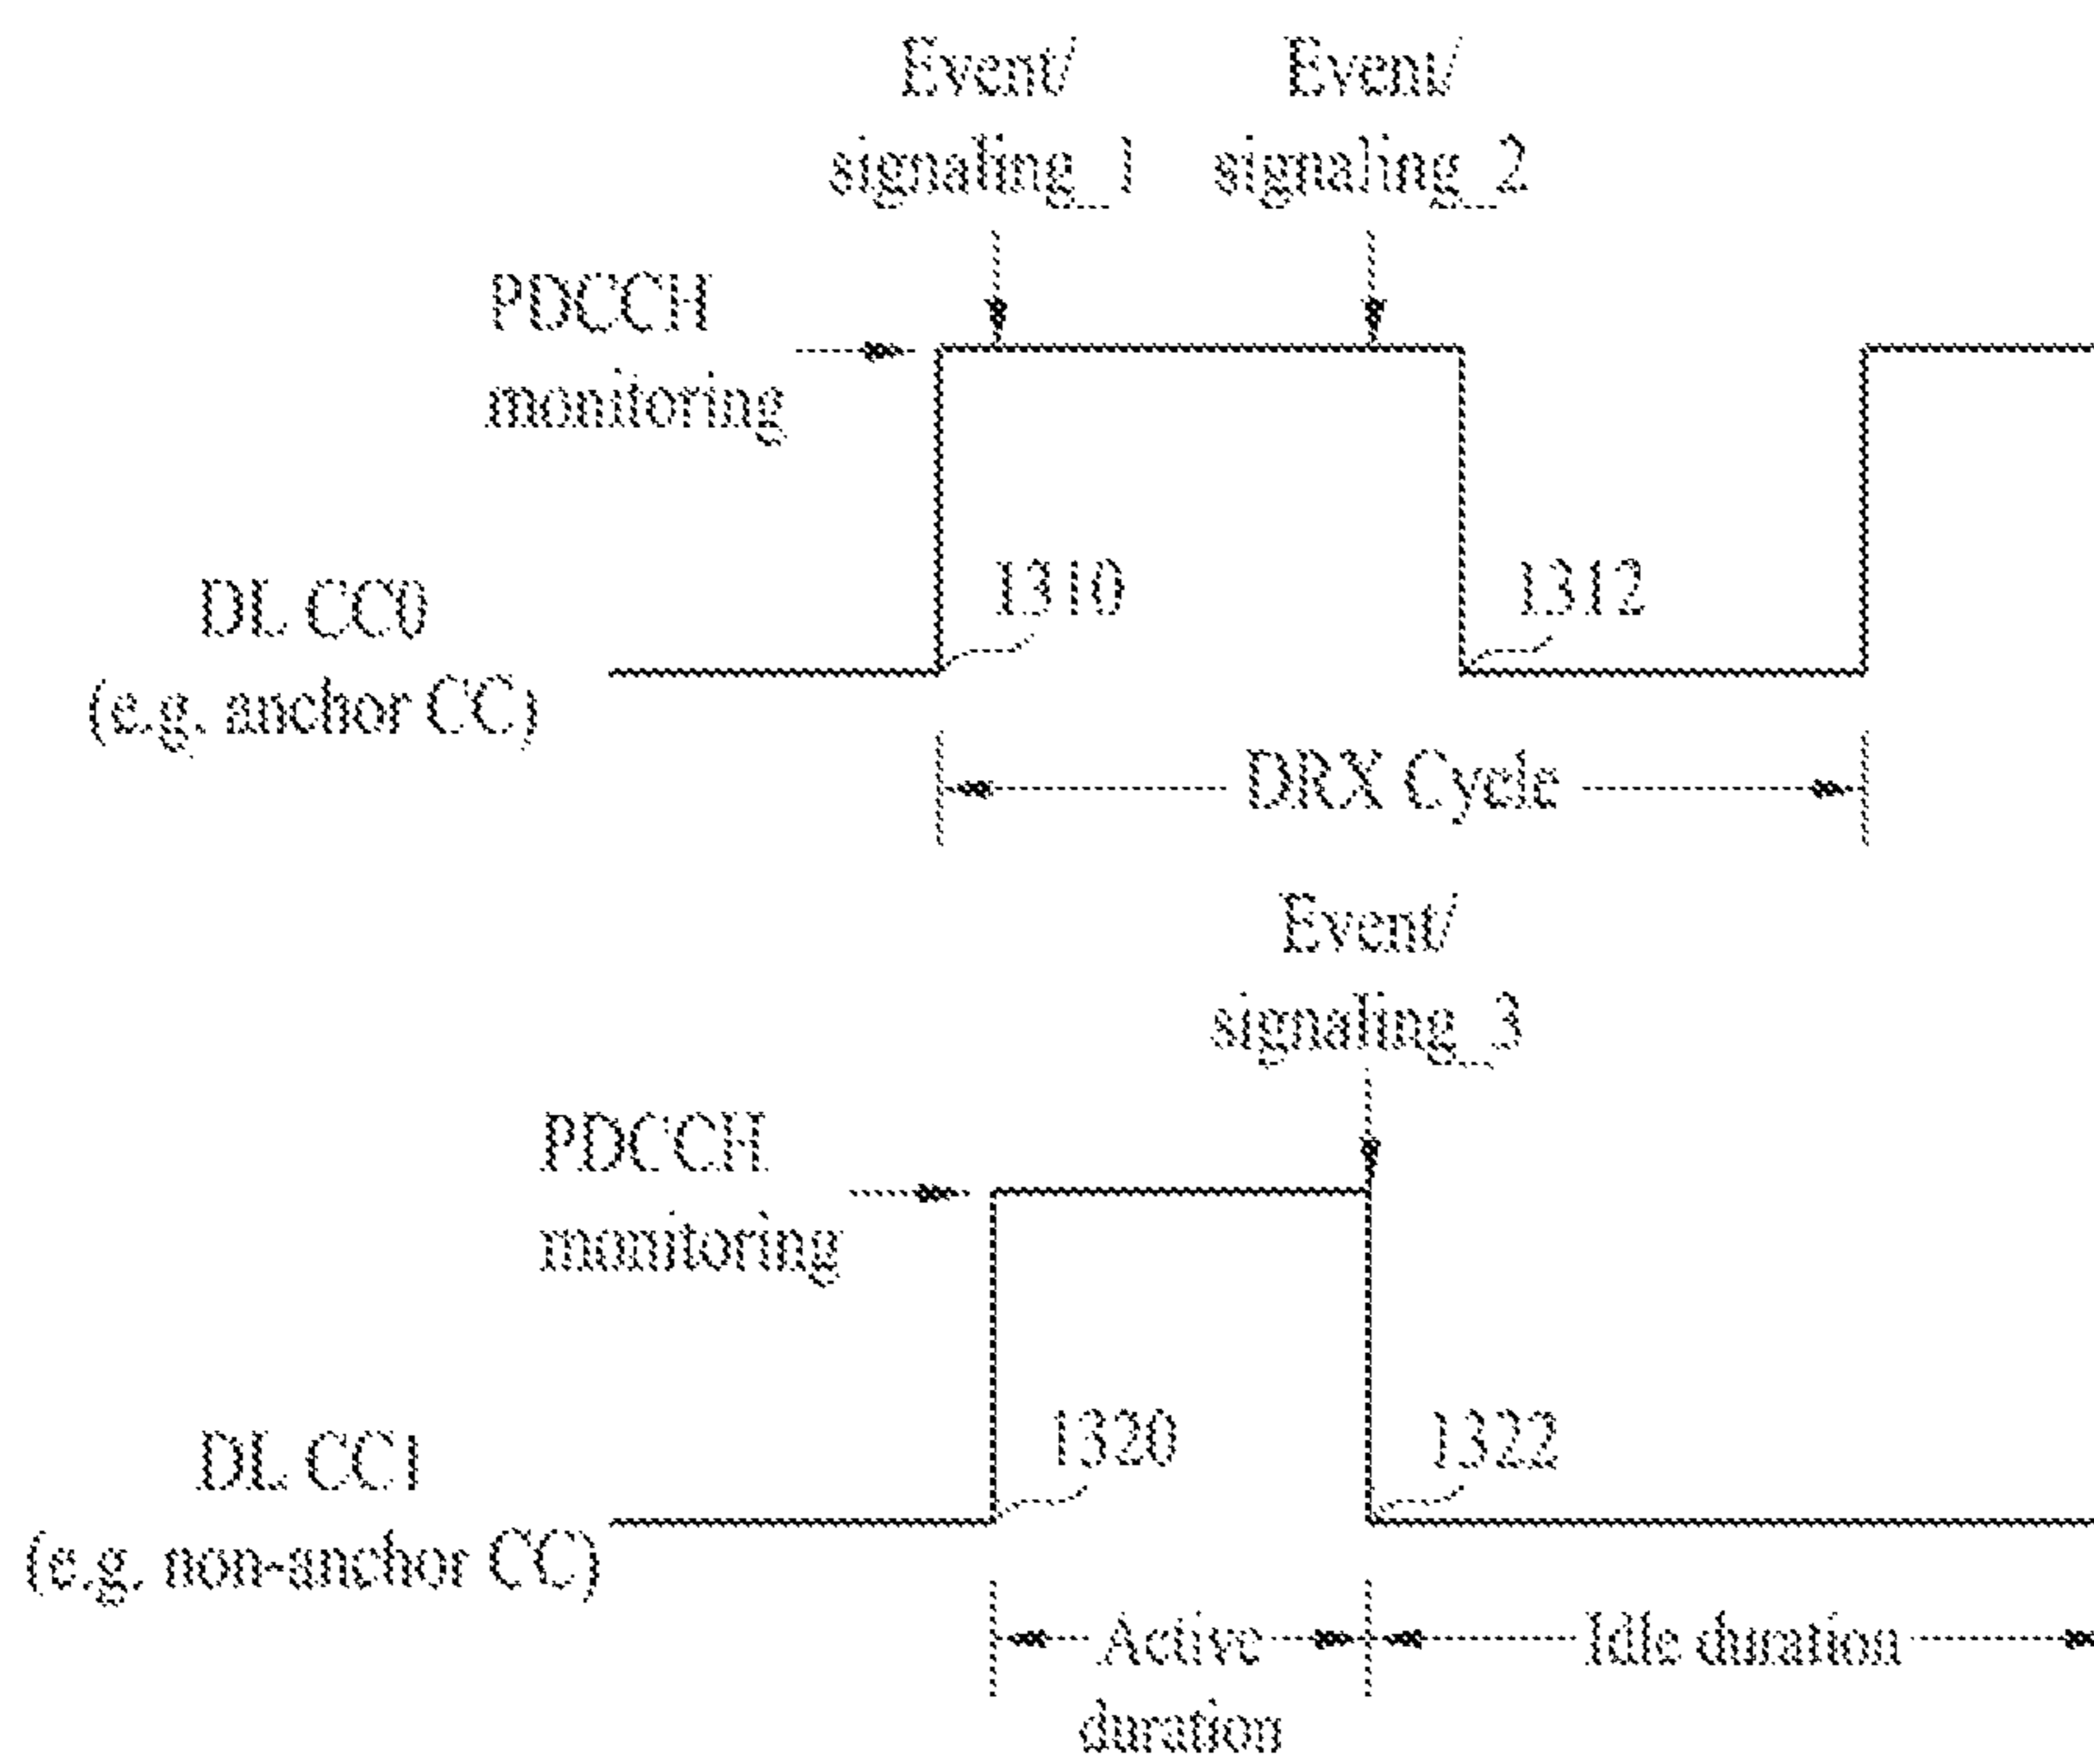 Event/
signaling_1
Event/
signaling_2
PDCCH
monitoring
1310
1312
DL CC0
(e.g. anchor CC)
DRX Cycle
Event/
signaling_3
PDCCH
monitoring
1320
1322
DL CC1
(e.g. non-anchor CC)
Active
duration
Idle duration